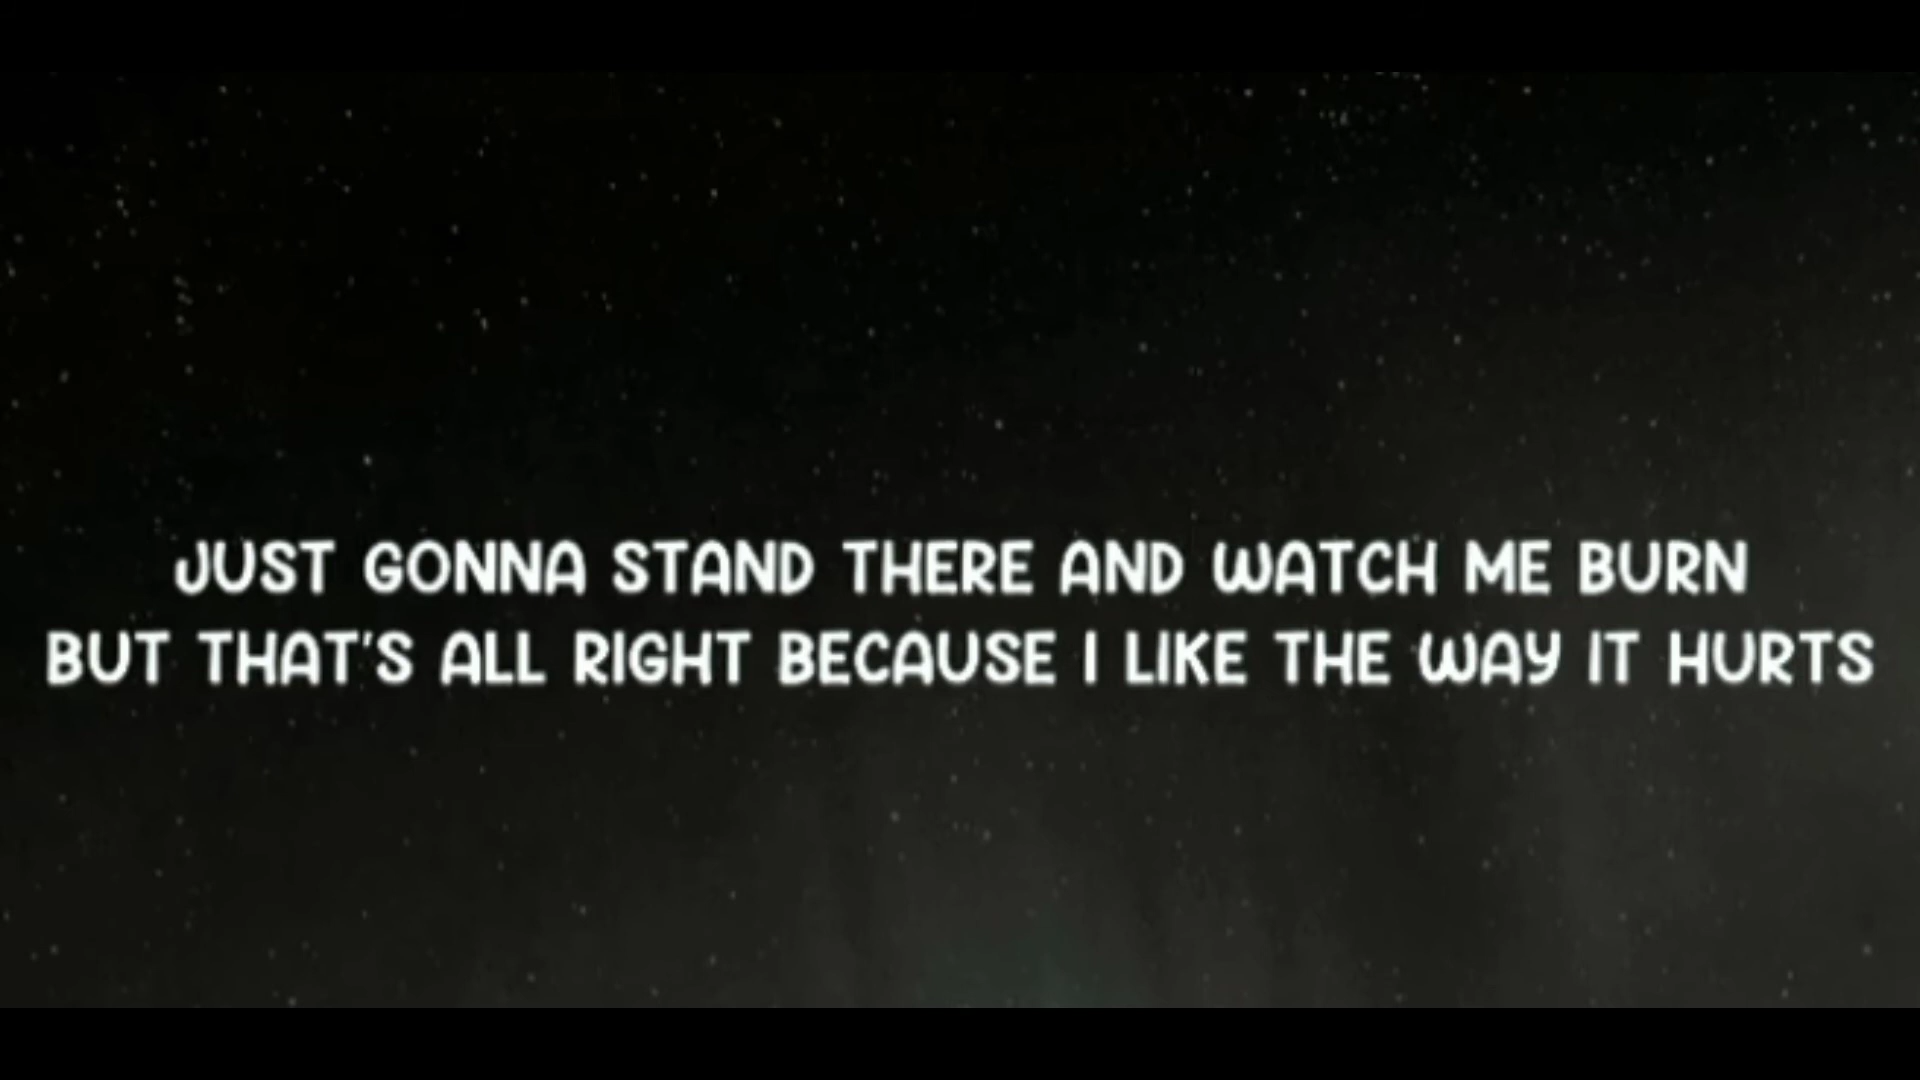 JUST GONNA STAND THERE AND WATCH ME BURN
BUT THAT'S ALL RIGHT BECAUSE I LIKE THE WAY IT HURTS